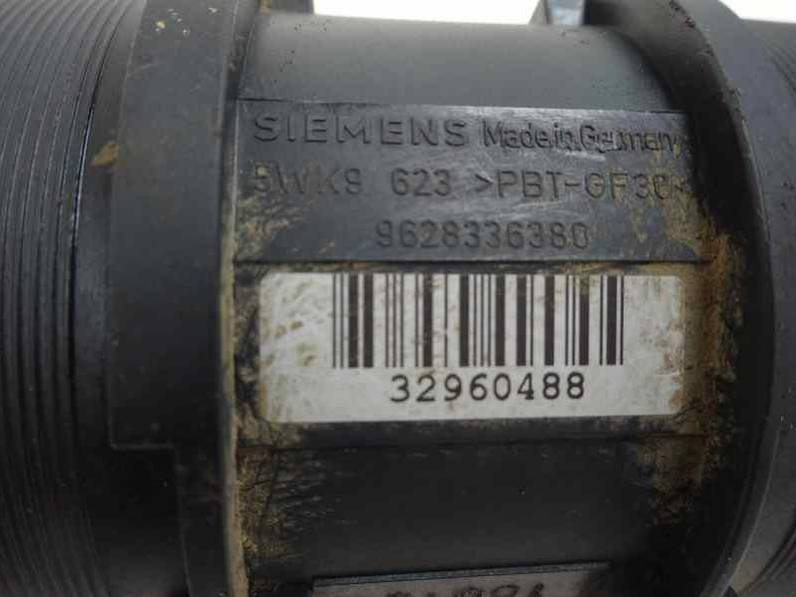 SIEMENS Made in Germany
5WK9 623 >PBT-GF30<
9628336380
32960488